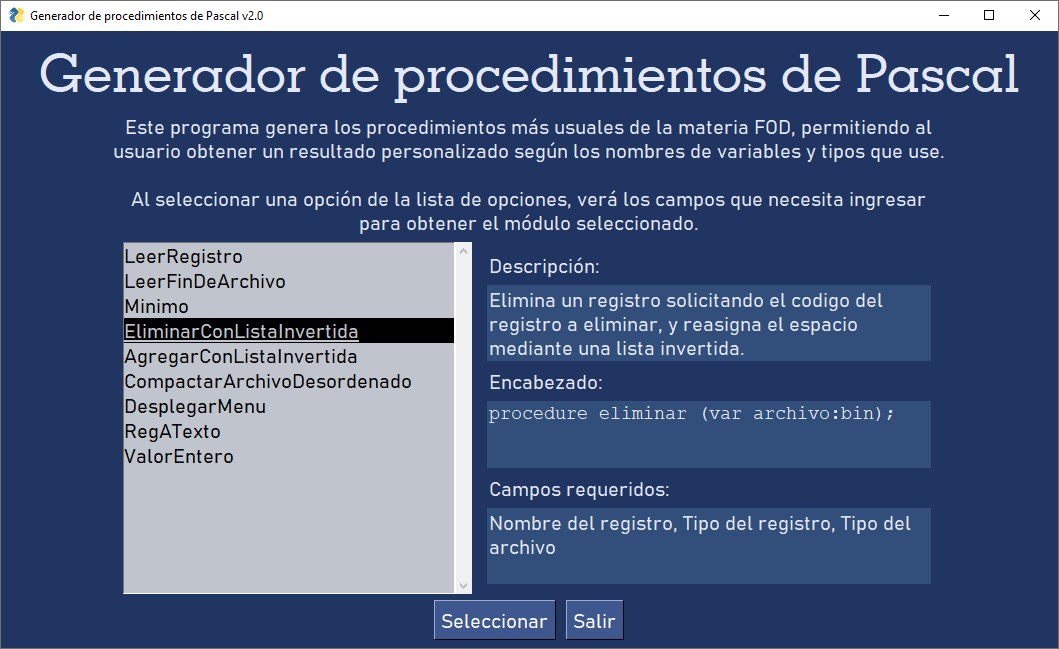 Generador de procedimientos de Pascal v2.0
Generador de procedimientos de Pascal
Este programa genera los procedimientos más usuales de la materia FOD, permitiendo al
usuario obtener un resultado personalizado según los nombres de variables y tipos que use.
Al seleccionar una opción de la lista de opciones, verá los campos que necesita ingresar
para obtener el módulo seleccionado.
LeerRegistro
LeerFinDeArchivo
Minimo
EliminarConListaInvertida
AgregarConListaInvertida
CompactarArchivoDesordenado
DesplegarMenu
RegATexto
ValorEntero
Descripción:
Elimina un registro solicitando el codigo del
registro a eliminar, y reasigna el espacio
mediante una lista invertida.
Encabezado:
procedure eliminar (var archivo:bin);
Campos requeridos:
Nombre del registro, Tipo del registro, Tipo del
archivo
Seleccionar
Salir